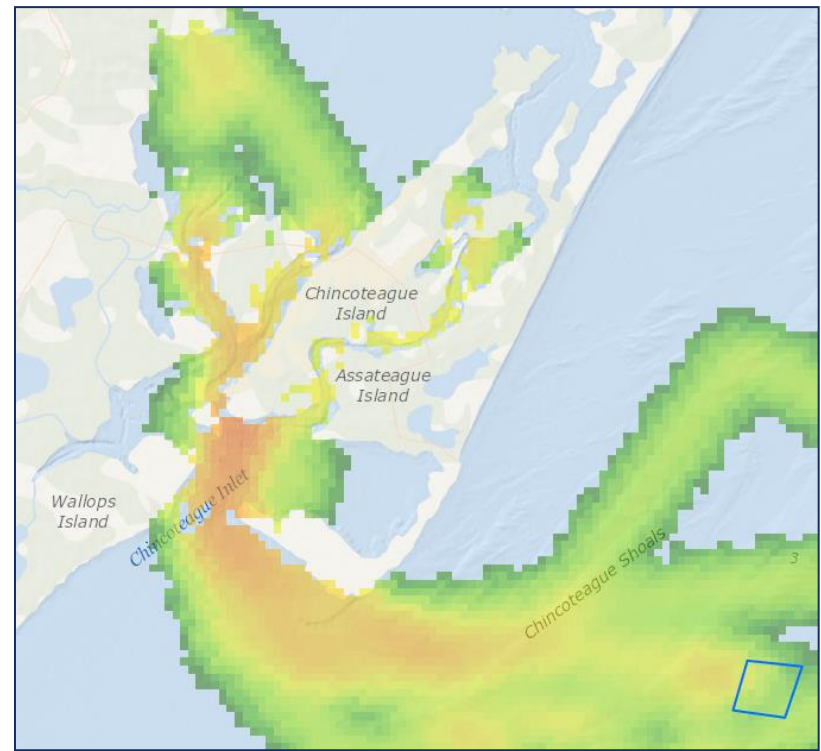 Chincoteague
Island
Assateague
Island
Wallops
Island
Chincoteague Inlet
Chincoteague Shoals
3